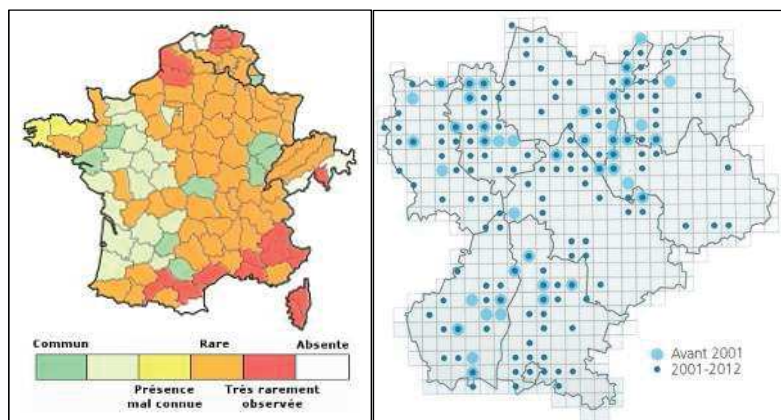 Commun Rare Absente
Présence mal connue
Très rarement observée
Avant 2001
2001-2012